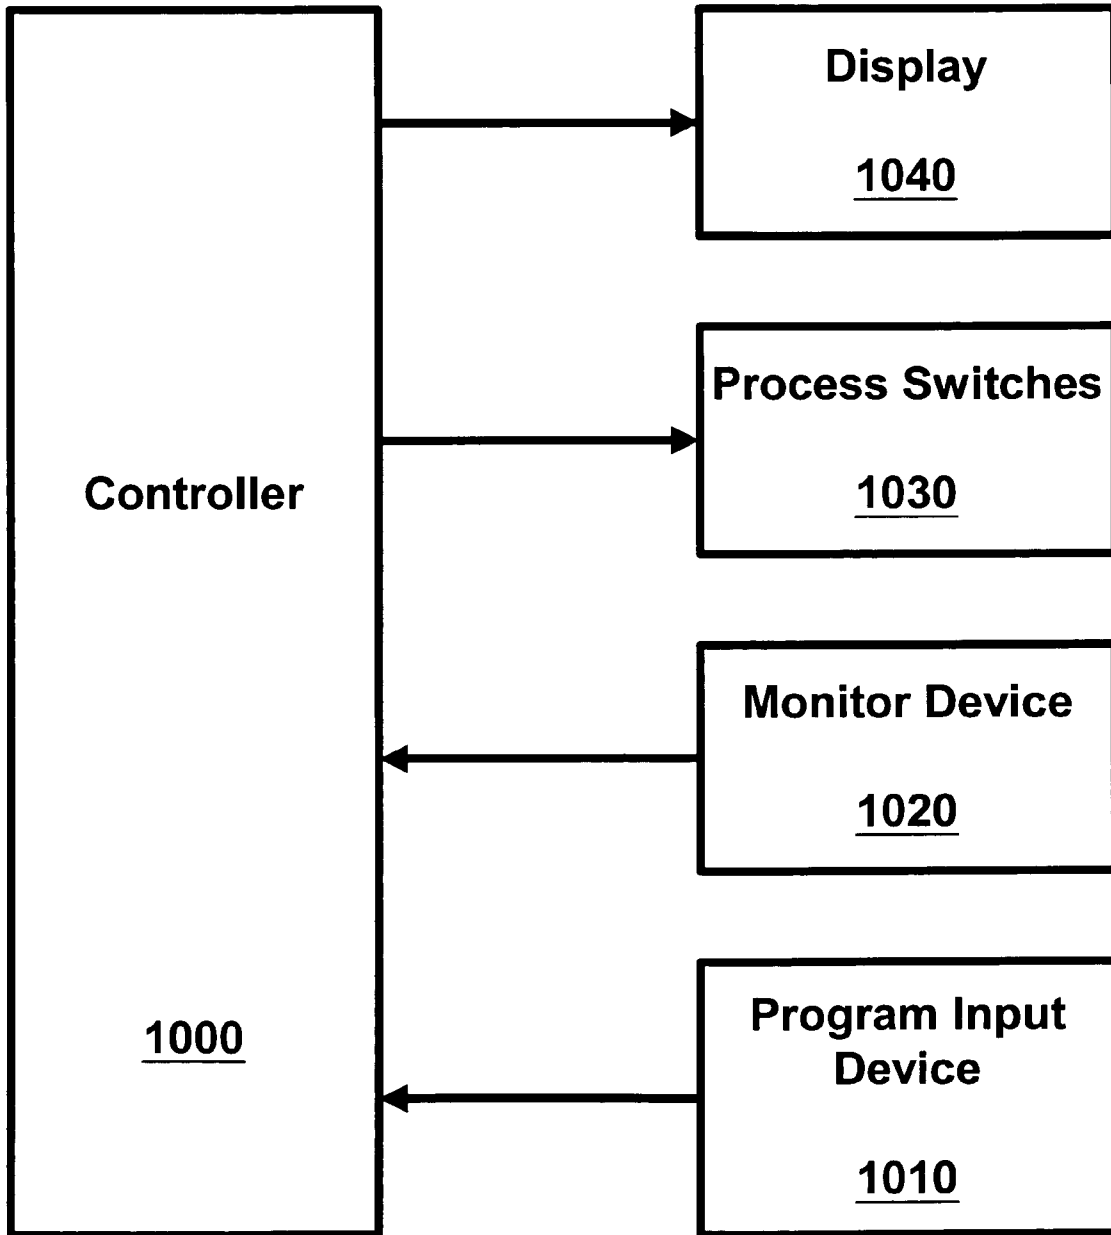 Controller
1000
Display
1040
Process Switches
1030
Monitor Device
1020
Program Input
Device
1010